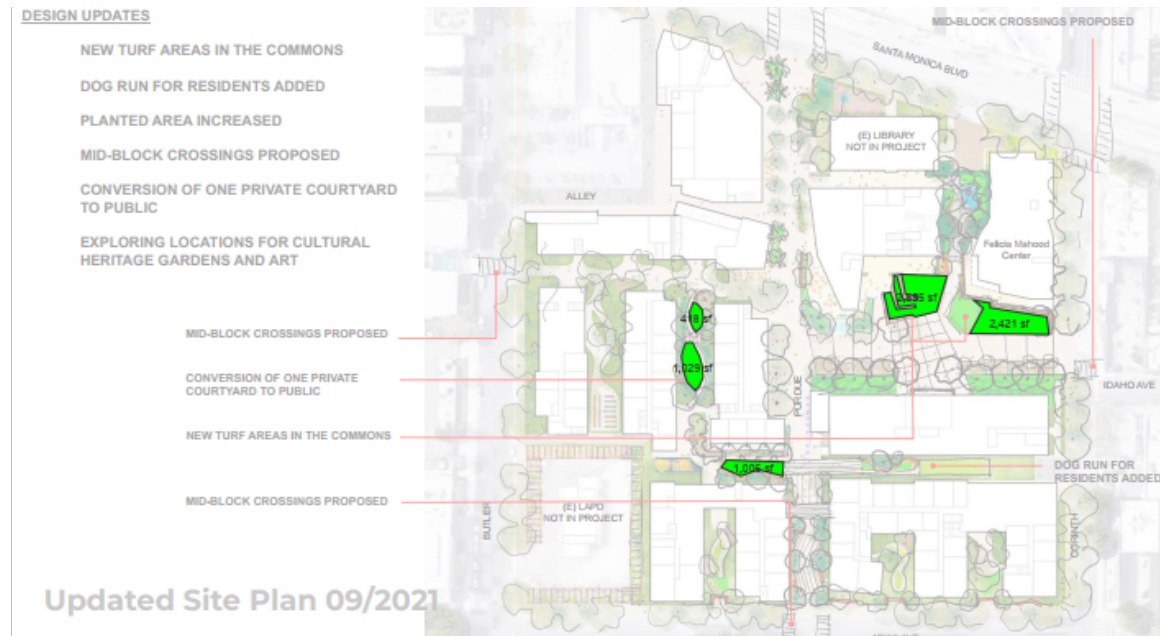 DESIGN UPDATES
NEW TURF AREAS IN THE COMMONS
DOG RUN FOR RESIDENTS ADDED
PLANTED AREA INCREASED
MID-BLOCK CROSSINGS PROPOSED
CONVERSION OF ONE PRIVATE COURTYARD
TO PUBLIC
EXPLORING LOCATIONS FOR CULTURAL
HERITAGE GARDENS AND ART
MID-BLOCK CROSSINGS PROPOSED
CONVERSION OF ONE PRIVATE
COURTYARD TO PUBLIC
NEW TURF AREAS IN THE COMMONS
MID-BLOCK CROSSINGS PROPOSED
Updated Site Plan 09/2021
MID-BLOCK CROSSINGS PROPOSED
SANTA MONICA BLVD
(E) LIBRARY
NOT IN PROJECT
ALLEY
Felicia Mahood
Center
sf
2,421 sf
418 sf
1,029 sf
PURDUE
IDAHO AVE
1,005 sf
DOG RUN FOR
RESIDENTS ADDED
(E) LAPD
NOT IN PROJECT
BUTLER
CORINTH